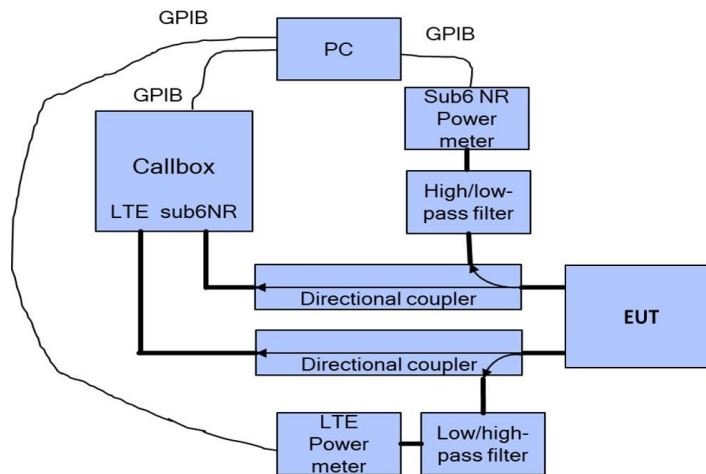 GPIB
PC
GPIB
GPIB
Sub6 NR
Power
meter
Callbox
LTE sub6NR
High/low-
pass filter
Directional coupler
EUT
Directional coupler
LTE
Power
meter
Low/high-
pass filter